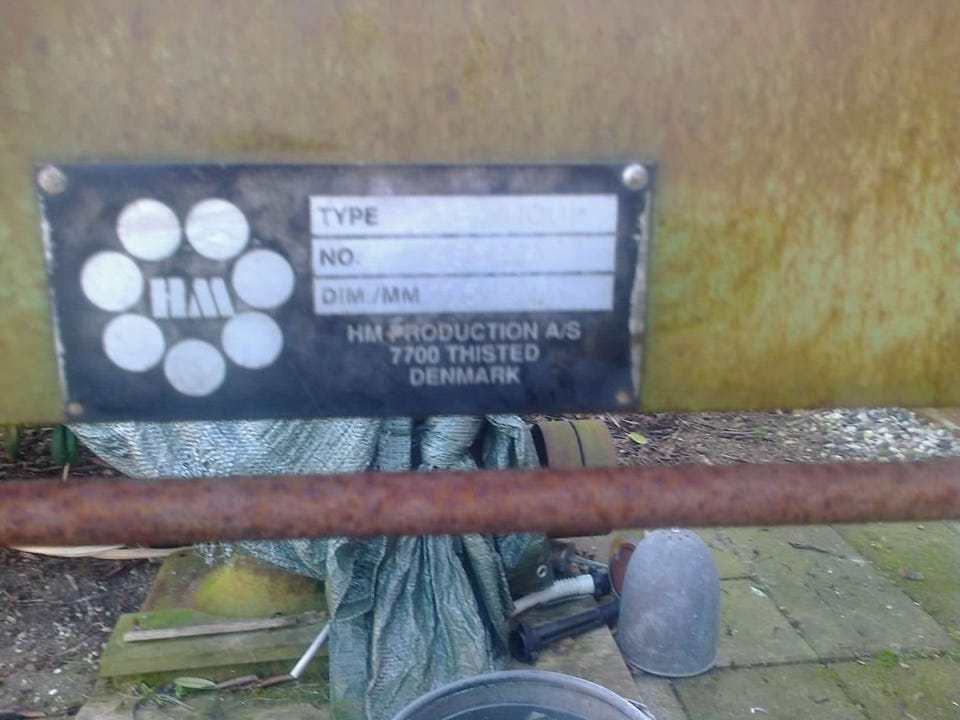 HM
TYPE
NO.
DIM./MM
HM PRODUCTION A/S
7700 THISTED
DENMARK